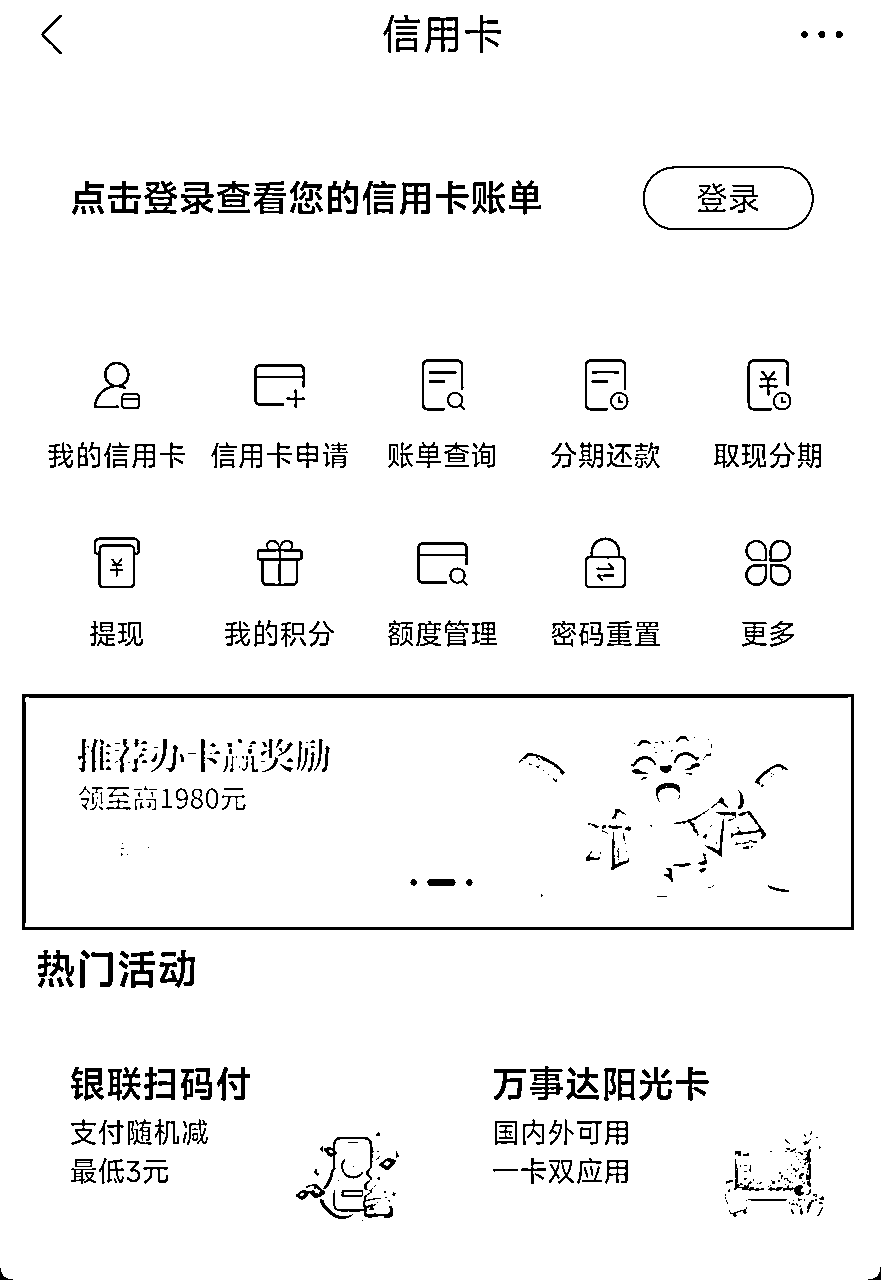 信用卡
点击登录查看您的信用卡账单
登录
我的信用卡 信用卡申请 账单查询 分期还款 取现分期
提现 我的积分 额度管理 密码重置 更多
推荐办卡赢奖励
领至高1980元
热门活动
银联扫码付 万事达阳光卡
支付随机减 国内外可用
最低3元 一卡双应用